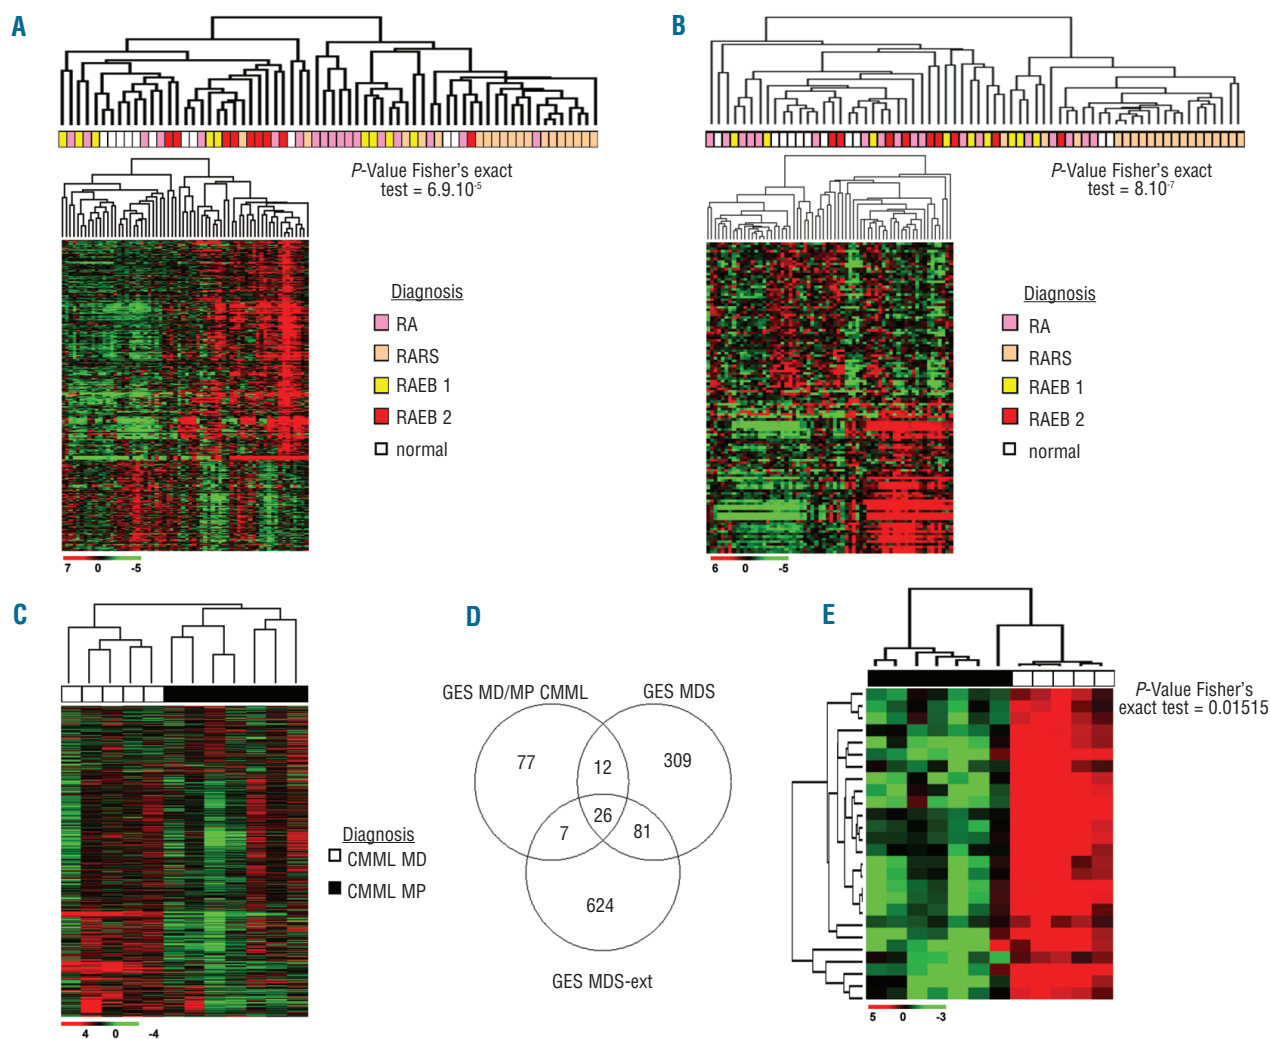 A
B
P-Value Fisher's exact
test = 6.9.10-5
P-Value Fisher's exact
test = 8.10-7
Diagnosis
RA
RARS
RAEB 1
RAEB 2
normal
Diagnosis
RA
RARS
RAEB 1
RAEB 2
normal
7 0 -5
6 0 -5
C
D
E
GES MD/MP CMML
GES MDS
77
12
309
26
7
81
624
GES MDS-ext
P-Value Fisher's
exact test = 0.01515
Diagnosis
CMML MD
CMML MP
4 0 -4
5 0 -3